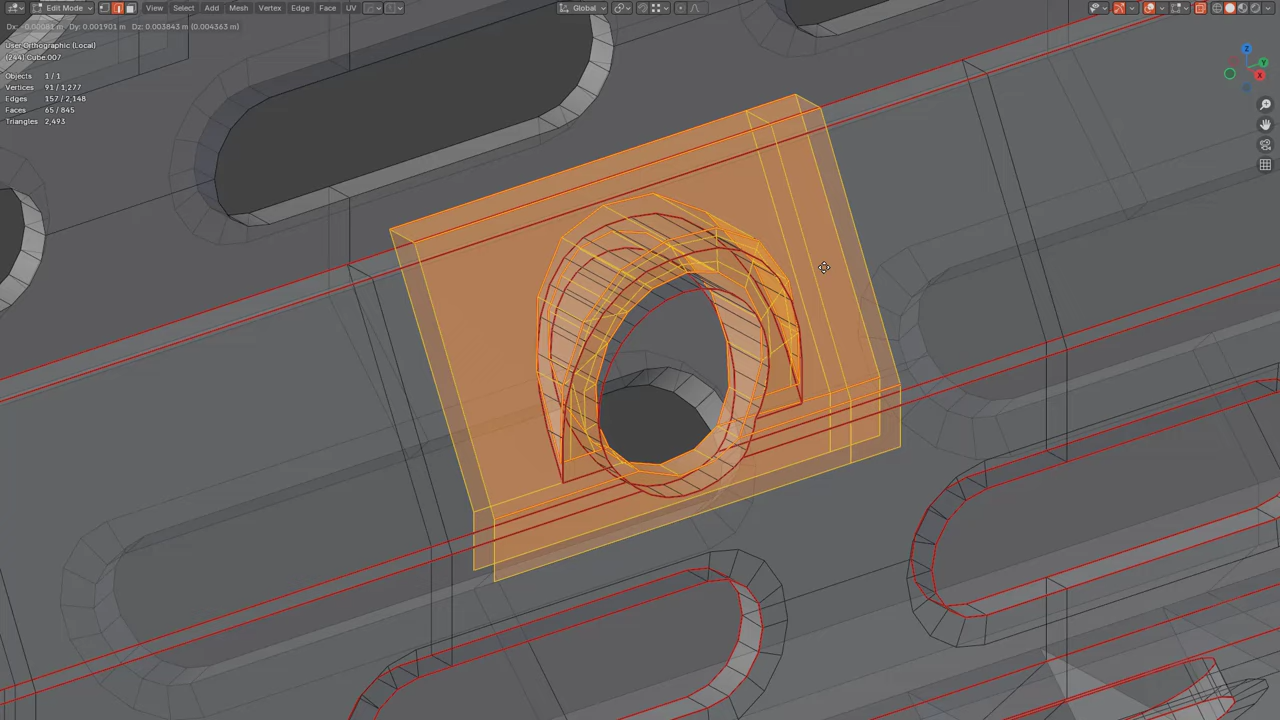 Edit Mode View Select Add Mesh Vertex Edge Face UV Global
Dx: -0.00081 m Dy: 0.001901 m Dz: 0.003843 m (0.004363 m)
User Orthographic (Local)
(244) Cube.007
Objects 1 / 1
Vertices 91 / 1,277
Edges 157 / 2,148
Faces 65 / 845
Triangles 2,493
Z
Y
X